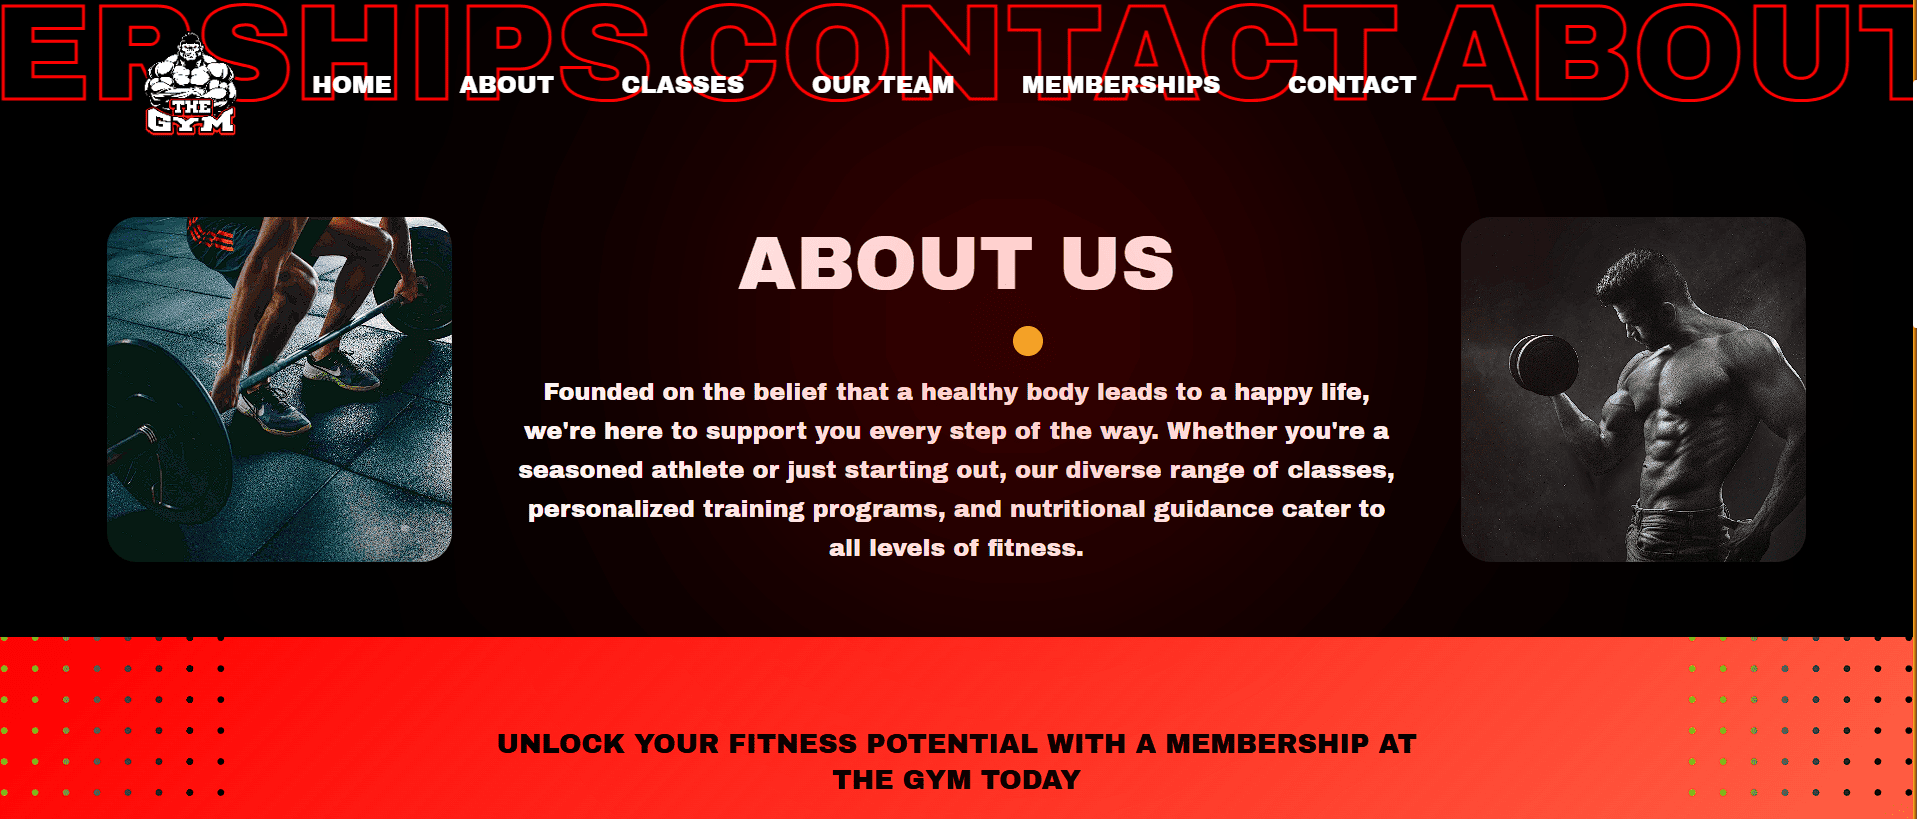 ERSHIPS CONTACT ABOUT
THE
GYM
HOME ABOUT CLASSES OUR TEAM MEMBERSHIPS CONTACT
ABOUT US
Founded on the belief that a healthy body leads to a happy life,
we're here to support you every step of the way. Whether you're a
seasoned athlete or just starting out, our diverse range of classes,
personalized training programs, and nutritional guidance cater to
all levels of fitness.
UNLOCK YOUR FITNESS POTENTIAL WITH A MEMBERSHIP AT
THE GYM TODAY